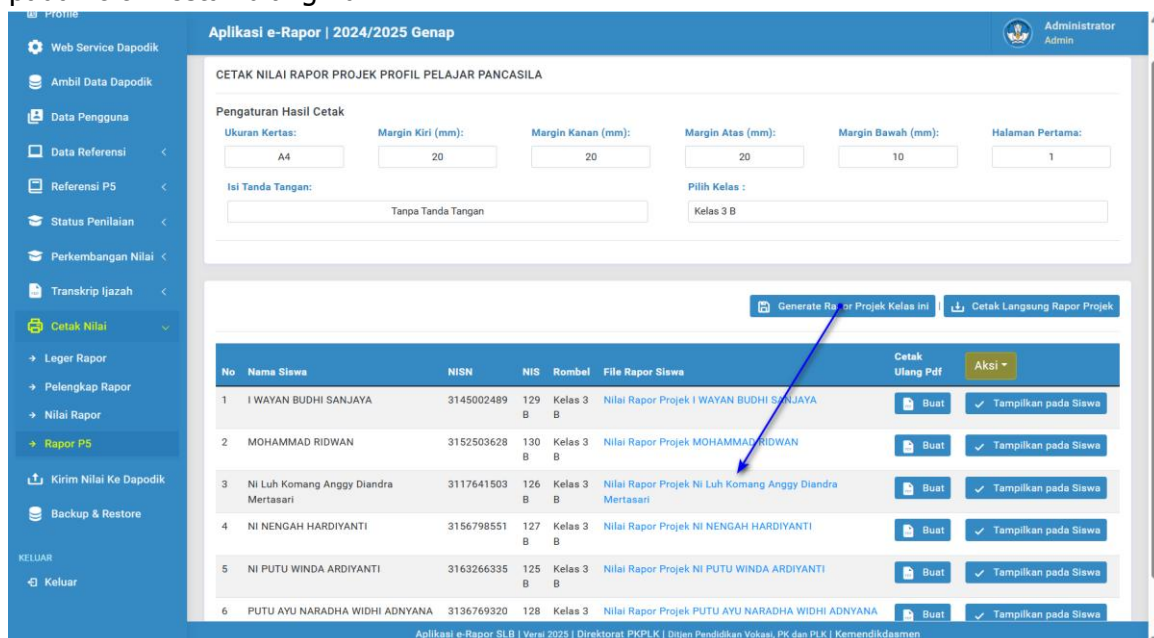 Profile
Web Service Dapodik
Ambil Data Dapodik
Data Pengguna
Data Referensi
Referensi P5
Status Penilaian
Perkembangan Nilai
Transkrip Ijazah
Cetak Nilai
Leger Rapor
Pelengkap Rapor
Nilai Rapor
Rapor P5
Kirim Nilai Ke Dapodik
Backup & Restore
KELUAR
Keluar
Aplikasi e-Rapor | 2024/2025 Genap
Administrator
Admin
CETAK NILAI RAPOR PROJEK PROFIL PELAJAR PANCASILA
Pengaturan Hasil Cetak
Ukuran Kertas: Margin Kiri (mm): Margin Kanan (mm): Margin Atas (mm): Margin Bawah (mm): Halaman Pertama:
A4 20 20 20 10 1
Isi Tanda Tangan: Pilih Kelas :
Tanpa Tanda Tangan Kelas 3 B
Generate Rapor Projek Kelas ini | Cetak Langsung Rapor Projek
No Nama Siswa NISN NIS Rombel File Rapor Siswa Cetak Ulang Pdf Aksi
1 I WAYAN BUDHI SANJAYA 3145002489 129 Kelas 3 Nilai Rapor Projek I WAYAN BUDHI SANJAYA Buat Tampilkan pada Siswa
B B
2 MOHAMMAD RIDWAN 3152503628 130 Kelas 3 Nilai Rapor Projek MOHAMMAD RIDWAN Buat Tampilkan pada Siswa
B B
3 Ni Luh Komang Anggy Diandra 3117641503 126 Kelas 3 Nilai Rapor Projek Ni Luh Komang Anggy Diandra Buat Tampilkan pada Siswa
Mertasari B B Mertasari
4 NI NENGAH HARDIYANTI 3156798551 127 Kelas 3 Nilai Rapor Projek NI NENGAH HARDIYANTI Buat Tampilkan pada Siswa
B B
5 NI PUTU WINDA ARDIYANTI 3163266335 125 Kelas 3 Nilai Rapor Projek NI PUTU WINDA ARDIYANTI Buat Tampilkan pada Siswa
B B
6 PUTU AYU NARADHA WIDHI ADNYANA 3136769320 128 Kelas 3 Nilai Rapor Projek PUTU AYU NARADHA WIDHI ADNYANA Buat Tampilkan pada Siswa
Aplikasi e-Rapor SLB | Versi 2025 | Direktorat PKPLK | Ditjen Pendidikan Vokasi, PK dan PLK | Kemendikdasmen